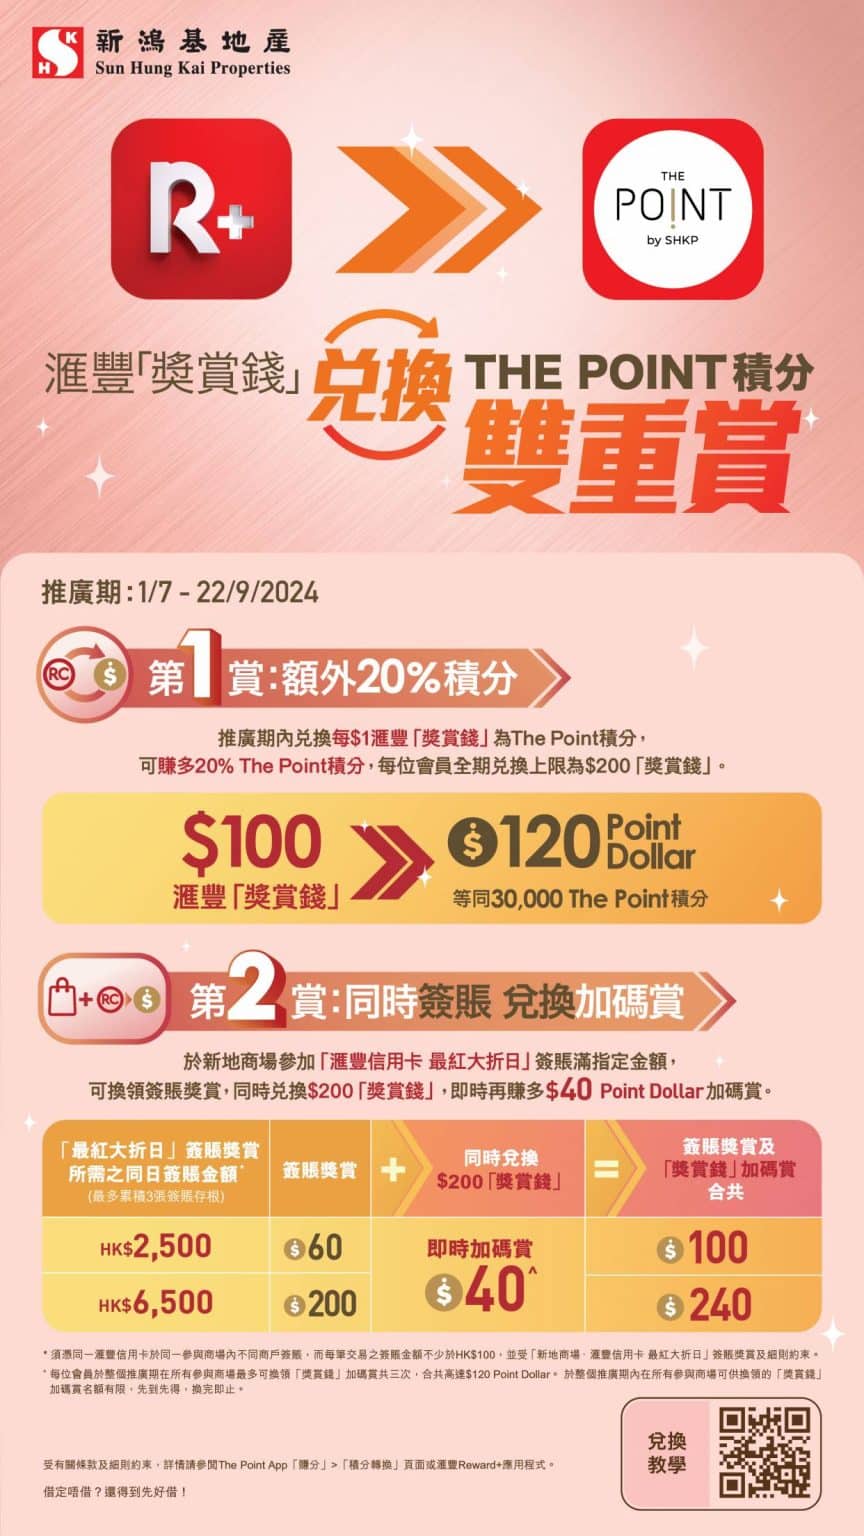 新鴻基地產
Sun Hung Kai Properties
R+
THE
POINT
by SHKP
滙豐「獎賞錢」兌換 THE POINT 積分
雙重賞
推廣期：1/7 - 22/9/2024
RC $
第1賞：額外20%積分
推廣期內兌換每$1滙豐「獎賞錢」為The Point積分，
可賺多20% The Point積分，每位會員全期兌換上限為$200「獎賞錢」。
$100
滙豐「獎賞錢」
$120 Point Dollar
等同30,000 The Point積分
+ RC $
第2賞：同時簽賬 兌換加碼賞
於新地商場參加「滙豐信用卡 最紅大折日」簽賬滿指定金額，
可換領簽賬獎賞，同時兌換$200「獎賞錢」，即時再賺多$40 Point Dollar加碼賞。
「最紅大折日」簽賬獎賞
所需之同日簽賬金額*
(最多累積3張簽賬存根)
簽賬獎賞
+
同時兌換
$200「獎賞錢」
=
簽賬獎賞及
「獎賞錢」加碼賞
合共
HK$2,500
$60
即時加碼賞
$40^
$100
HK$6,500
$200
$240
* 須憑同一滙豐信用卡於同一參與商場內不同商戶簽賬，而每筆交易之簽賬金額不少於HK$100，並受「新地商場．滙豐信用卡 最紅大折日」簽賬獎賞及細則約束。
^ 每位會員於整個推廣期在所有參與商場最多可換領「獎賞錢」加碼賞共三次，合共高達$120 Point Dollar。 於整個推廣期內在所有參與商場可供換領的「獎賞錢」
加碼賞名額有限，先到先得，換完即止。
兌換
教學
受有關條款及細則約束，詳情請參閱The Point App「賺分」>「積分轉換」頁面或滙豐Reward+應用程式。
借定唔借？還得到先好借！